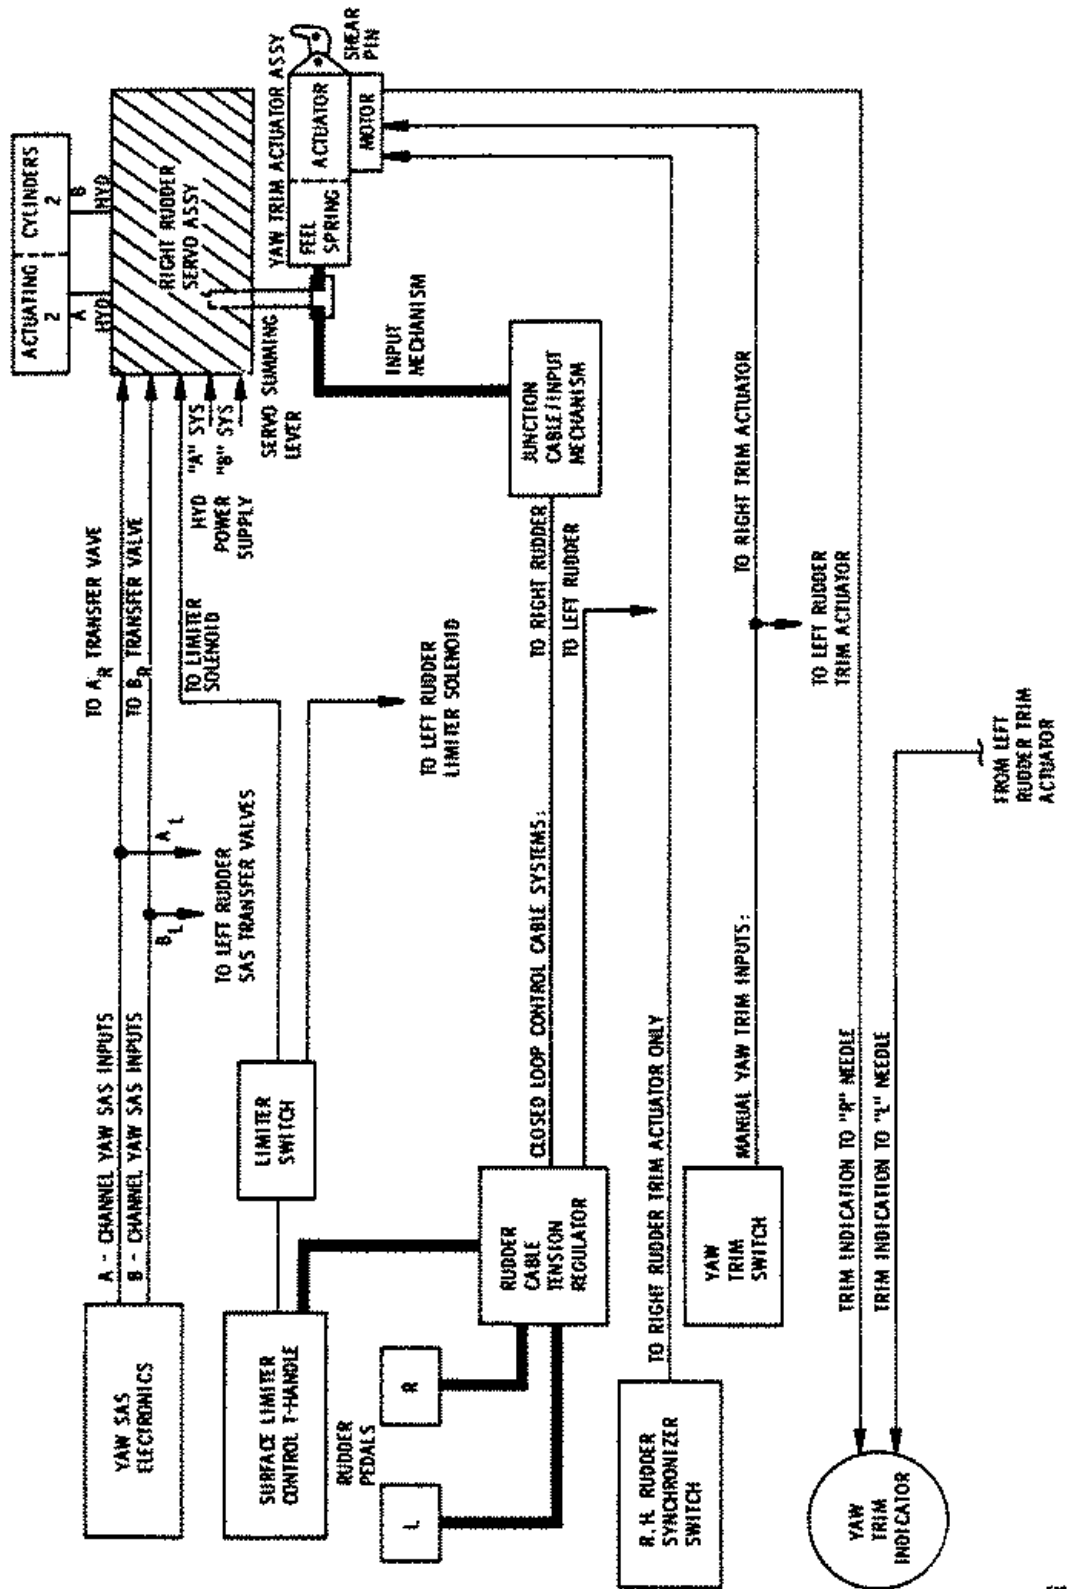 YAW SAS
ELECTRONICS
A - CHANNEL YAW SAS INPUTS
B - CHANNEL YAW SAS INPUTS
B L
A L
TO LEFT RUDDER
SAS TRANSFER VALVES
TO A R TRANSFER VAVE
TO B R TRANSFER VALVE
TO LIMITER
SOLENOID
HYD "A" SYS
POWER "B" SYS
SUPPLY
ACTUATING CYLINDERS
2 2
A B
HYD HYD
RIGHT RUDDER
SERVO ASSY
SURFACE LIMITER
CONTROL T-HANDLE
LIMITER
SWITCH
TO LEFT RUDDER
LIMITER SOLENOID
SERVO SUMMING
LEVER
YAW TRIM ACTUATOR ASSY
FEEL
SPRING
ACTUATOR
MOTOR
SHEAR
PIN
INPUT
MECHANISM
RUDDER
PEDALS
L
R
RUDDER
CABLE
TENSION
REGULATOR
CLOSED LOOP CONTROL CABLE SYSTEMS:
TO RIGHT RUDDER
TO LEFT RUDDER
JUNCTION
CABLE/INPUT
MECHANISM
R.H. RUDDER
SYNCHRONIZER
SWITCH
TO RIGHT RUDDER TRIM ACTUATOR ONLY
YAW
TRIM
SWITCH
MANUAL YAW TRIM INPUTS:
TO RIGHT TRIM ACTUATOR
TO LEFT RUDDER
TRIM ACTUATOR
YAW
TRIM
INDICATOR
TRIM INDICATION TO "R" NEEDLE
TRIM INDICATION TO "L" NEEDLE
FROM LEFT
RUDDER TRIM
ACTUATOR